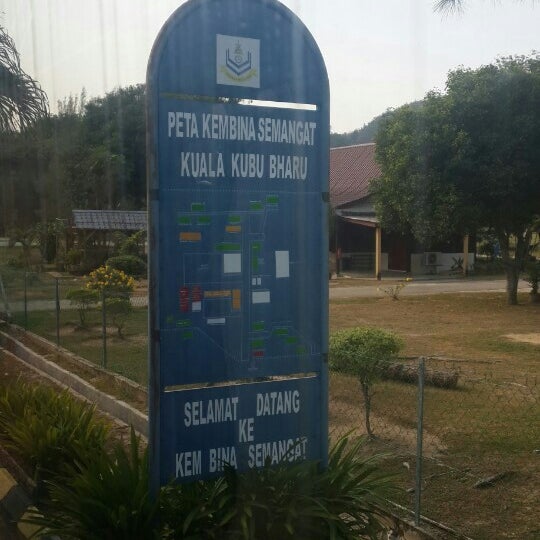 PETA KEMBINA SEMANGAT
KUALA KUBU BHARU
SELAMAT DATANG
KE
KEM BINA SEMANGAT